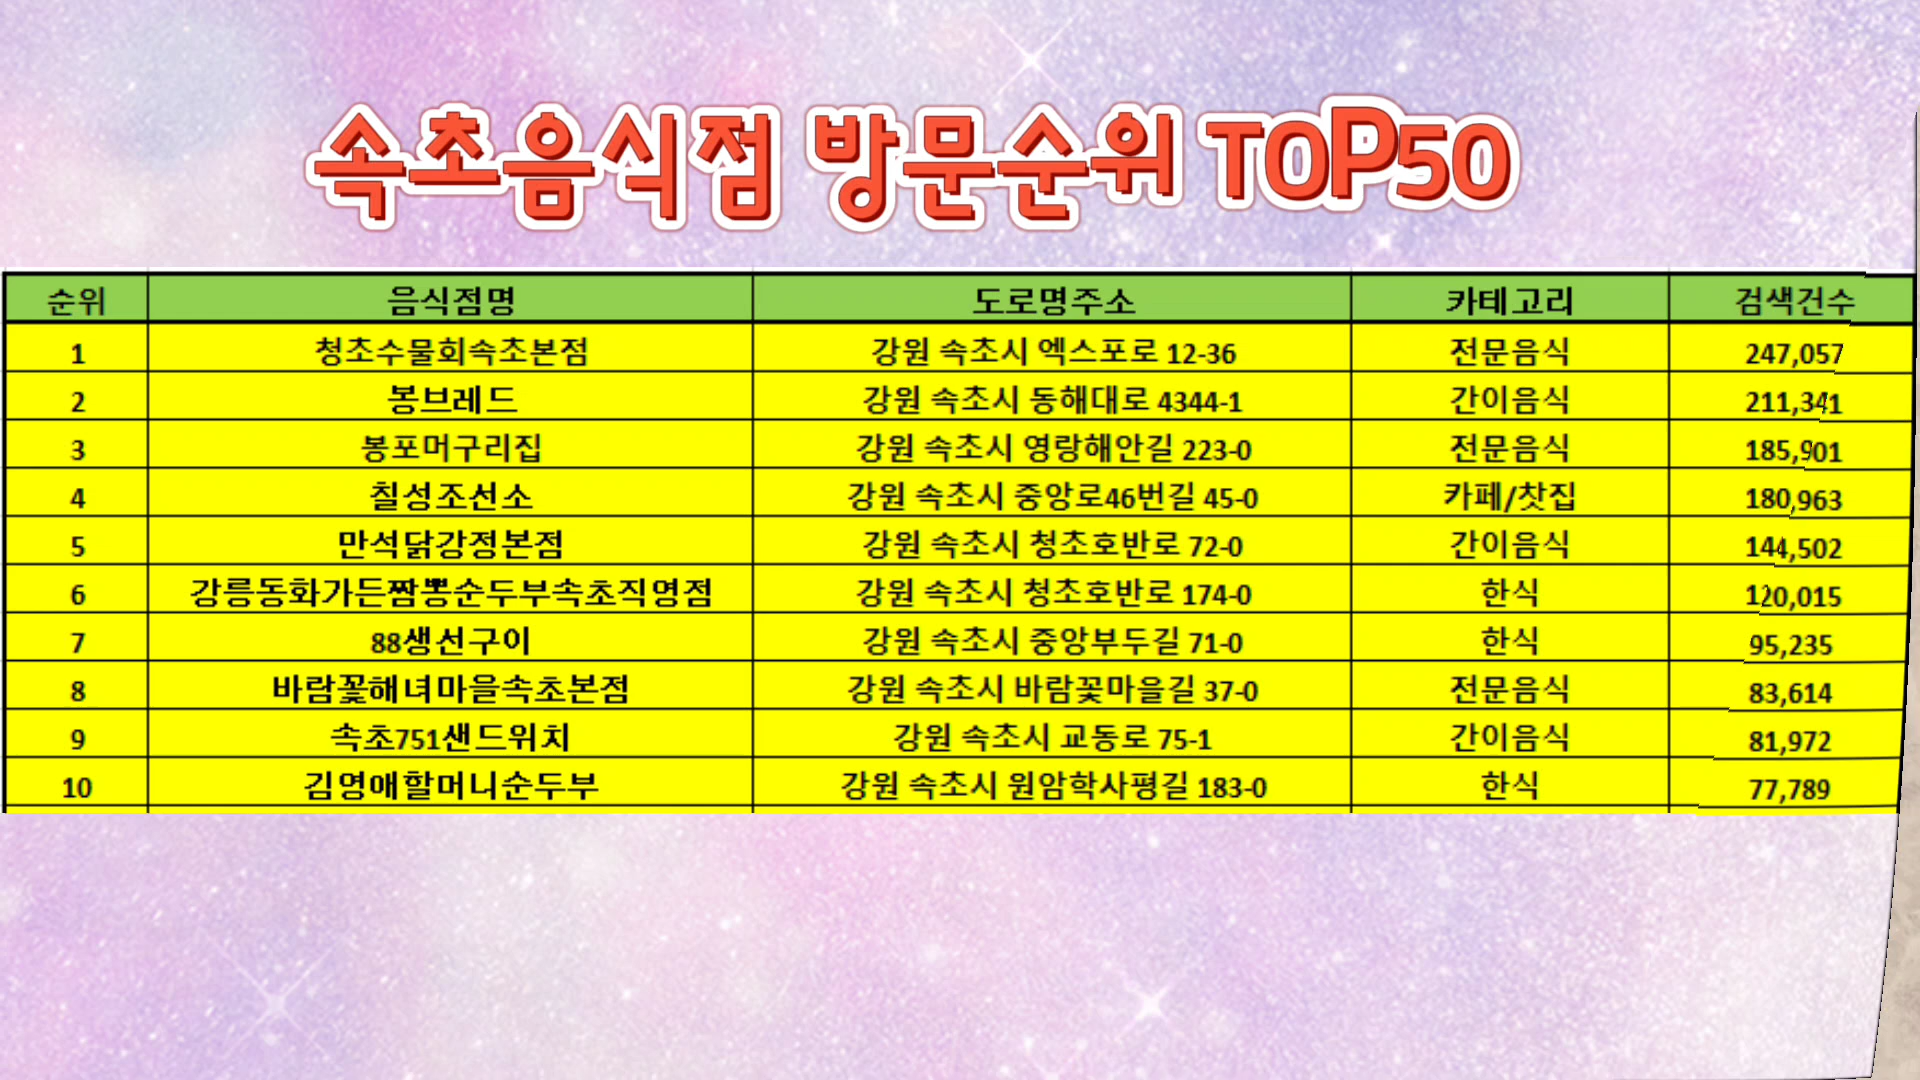 속초음식점 방문순위 TOP50
순위 음식점명 도로명주소 카테고리 검색건수
1 청초수물회속초본점 강원 속초시 엑스포로 12-36 전문음식 247,057
2 봉브레드 강원 속초시 동해대로 4344-1 간이음식 211,341
3 봉포머구리집 강원 속초시 영랑해안길 223-0 전문음식 185,901
4 칠성조선소 강원 속초시 중앙로46번길 45-0 카페/찻집 180,963
5 만석닭강정본점 강원 속초시 청초호반로 72-0 간이음식 144,502
6 강릉동화가든짬뽕순두부속초직영점 강원 속초시 청초호반로 174-0 한식 120,015
7 88생선구이 강원 속초시 중앙부두길 71-0 한식 95,235
8 바람꽃해녀마을속초본점 강원 속초시 바람꽃마을길 37-0 전문음식 83,614
9 속초751샌드위치 강원 속초시 교동로 75-1 간이음식 81,972
10 김영애할머니순두부 강원 속초시 원암학사평길 183-0 한식 77,789